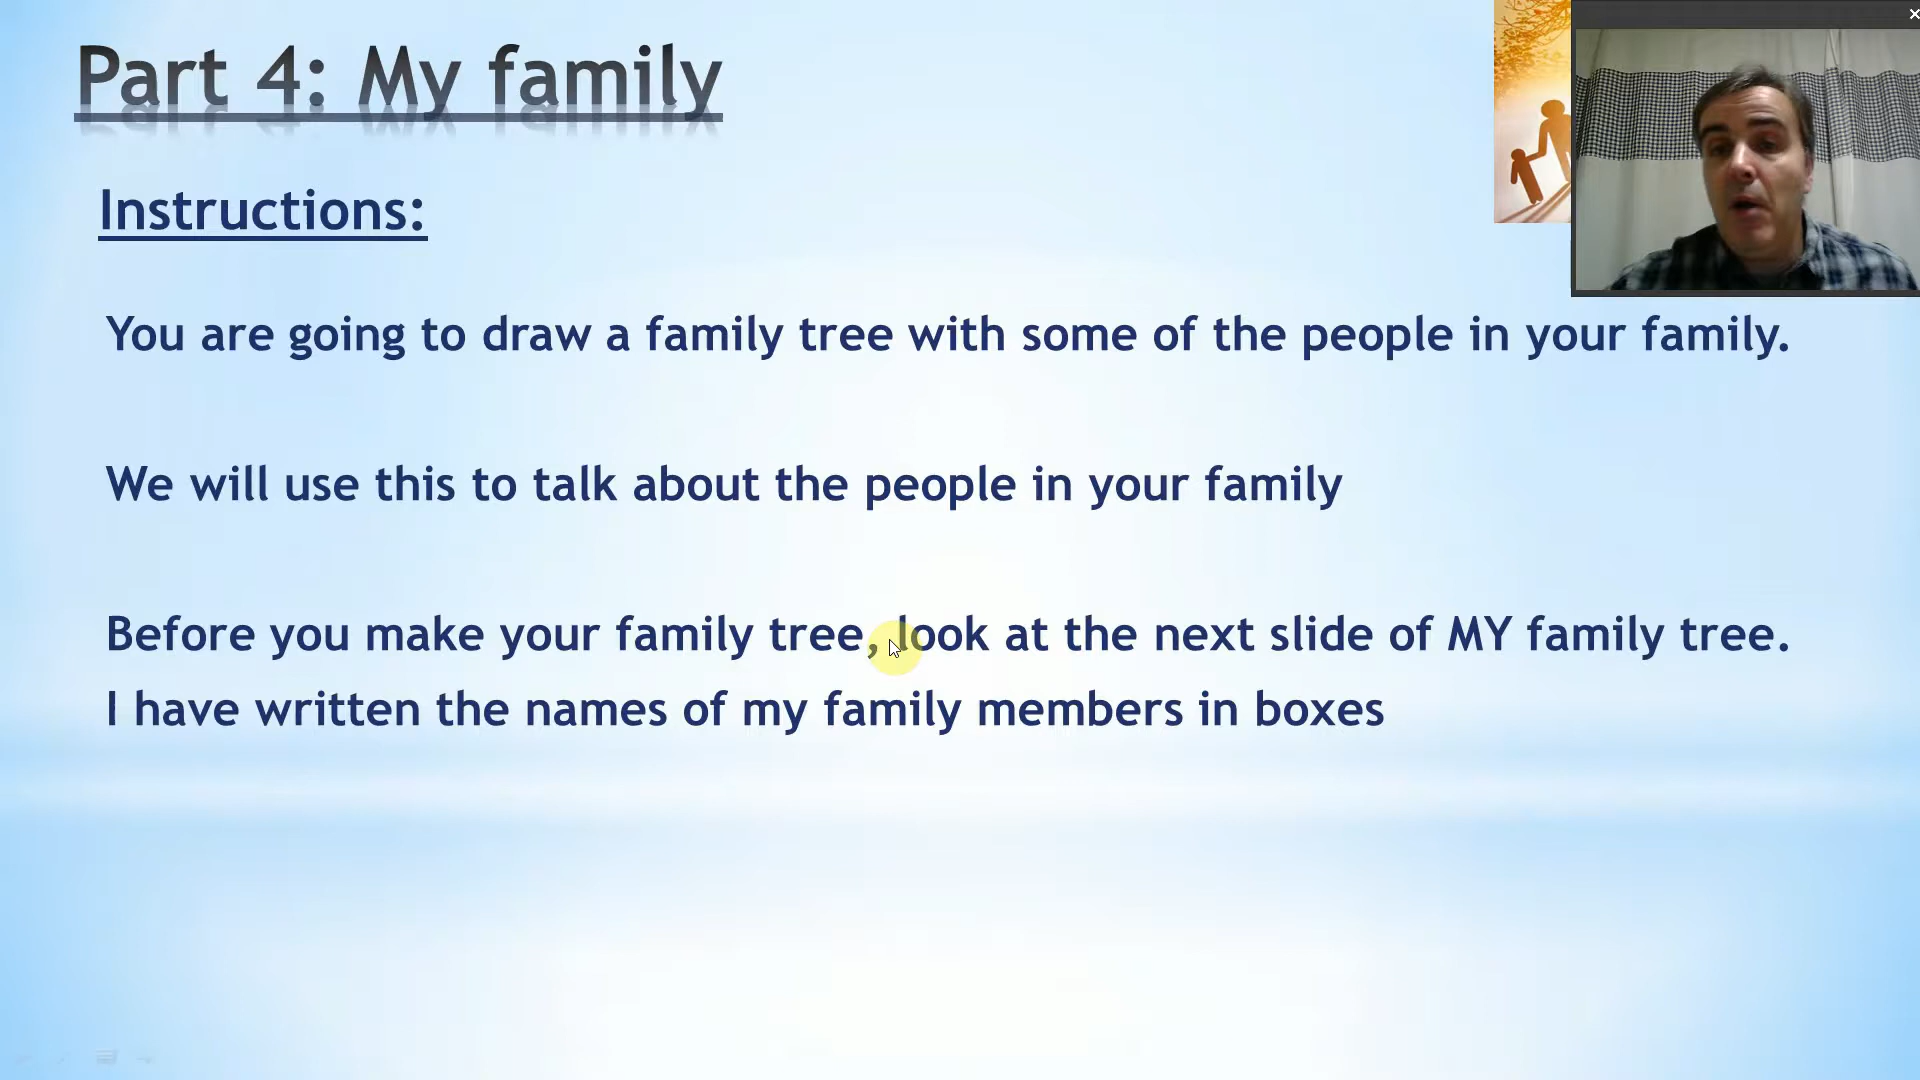 Part 4: My family
Instructions:
You are going to draw a family tree with some of the people in your family.
We will use this to talk about the people in your family
Before you make your family tree, look at the next slide of MY family tree.
I have written the names of my family members in boxes